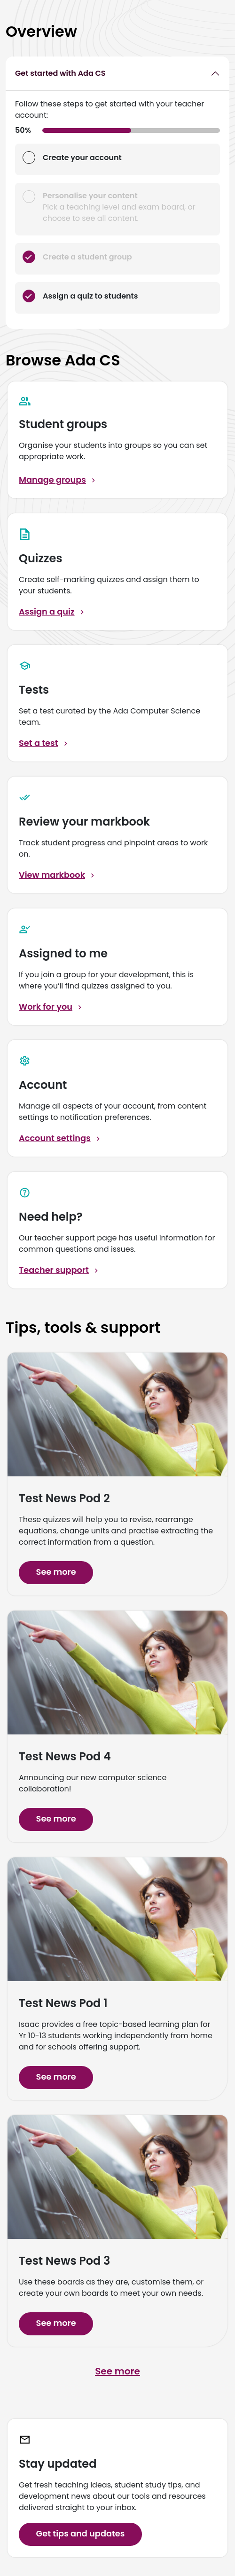 Overview
Get started with Ada CS
Follow these steps to get started with your teacher
account:
50%
Create your account
Personalise your content
Pick a teaching level and exam board, or
choose to see all content.
Create a student group
Assign a quiz to students
Browse Ada CS
Student groups
Organise your students into groups so you can set
appropriate work.
Manage groups
Quizzes
Create self-marking quizzes and assign them to
your students.
Assign a quiz
Tests
Set a test curated by the Ada Computer Science
team.
Set a test
Review your markbook
Track student progress and pinpoint areas to work
on.
View markbook
Assigned to me
If you join a group for your development, this is
where you'll find quizzes assigned to you.
Work for you
Account
Manage all aspects of your account, from content
settings to notification preferences.
Account settings
Need help?
Our teacher support page has useful information for
common questions and issues.
Teacher support
Tips, tools & support
Test News Pod 2
These quizzes will help you to revise, rearrange
equations, change units and practise extracting the
correct information from a question.
See more
Test News Pod 4
Announcing our new computer science
collaboration!
See more
Test News Pod 1
Isaac provides a free topic-based learning plan for
Yr 10-13 students working independently from home
and for schools offering support.
See more
Test News Pod 3
Use these boards as they are, customise them, or
create your own boards to meet your own needs.
See more
See more
Stay updated
Get fresh teaching ideas, student study tips, and
development news about our tools and resources
delivered straight to your inbox.
Get tips and updates